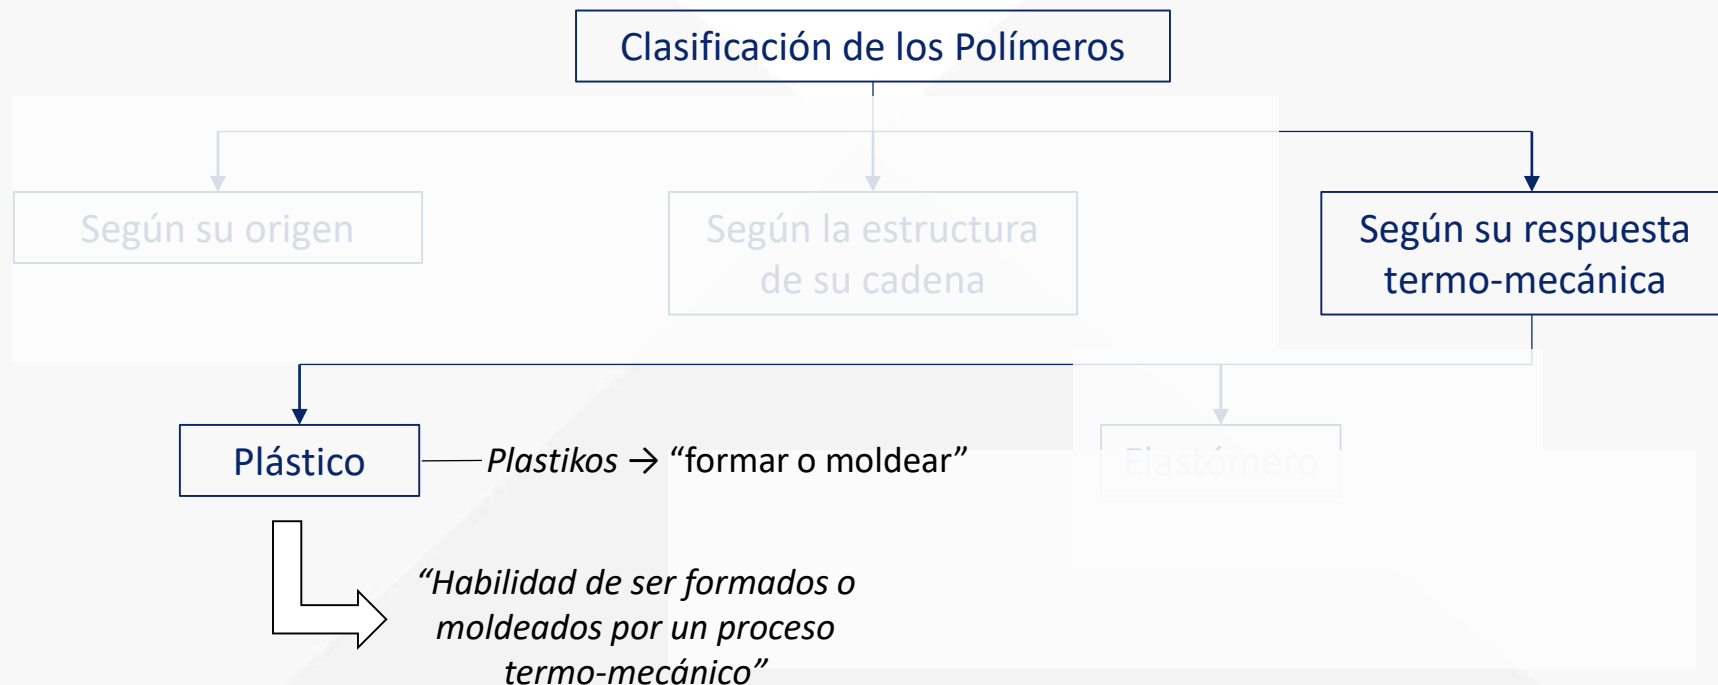 Clasificación de los Polímeros
Según su origen
Según la estructura
de su cadena
Según su respuesta
termo-mecánica
Plástico
Plastikos → “formar o moldear”
Elastómero
“Habilidad de ser formados o
moldeados por un proceso
termo-mecánico”